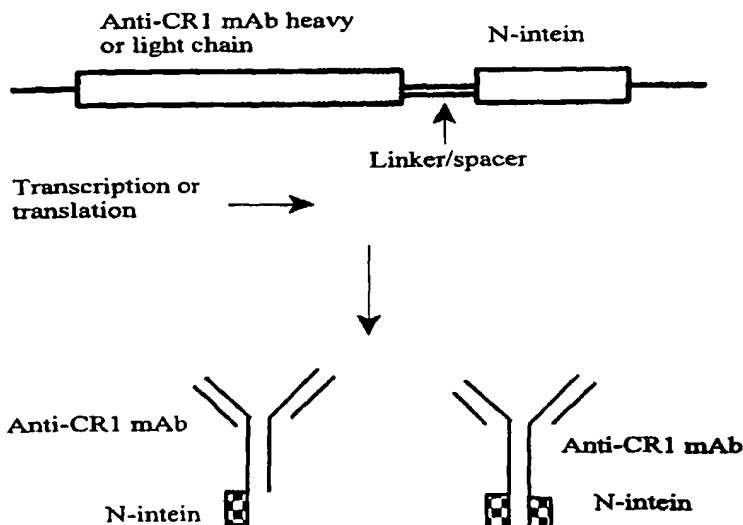 Anti-CR1 mAb heavy
or light chain
N-intein
Linker/spacer
Transcription or
translation
Anti-CR1 mAb
N-intein
Anti-CR1 mAb
N-intein